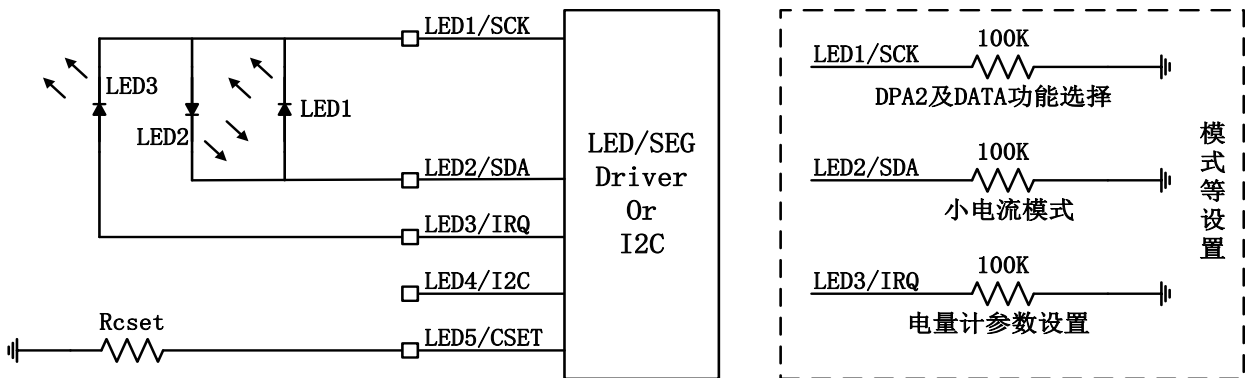 LED1/SCK
LED3
LED2
LED1
LED2/SDA
LED3/IRQ
LED4/I2C
LED5/CSET
Rcset
LED/SEG
Driver
Or
I2C
LED1/SCK
100K
DPA2及DATA功能选择
LED2/SDA
100K
小电流模式
LED3/IRQ
100K
电量计参数设置
模式等设置